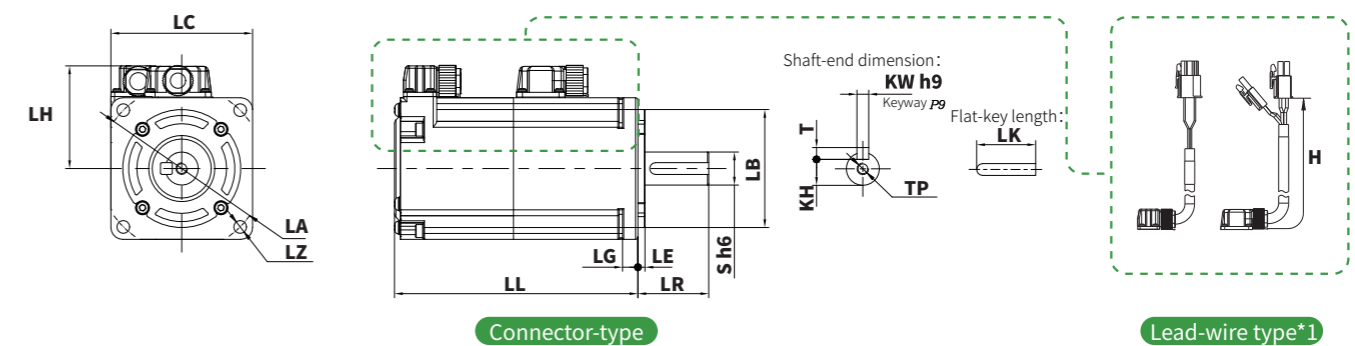 LC
LH
LA
LZ
LB
LG
LE
S h6
LL
LR
Connector-type
Shaft-end dimension：
KW h9
Keyway P9
T
KH
TP
Flat-key length：
LK
H
Lead-wire type*1